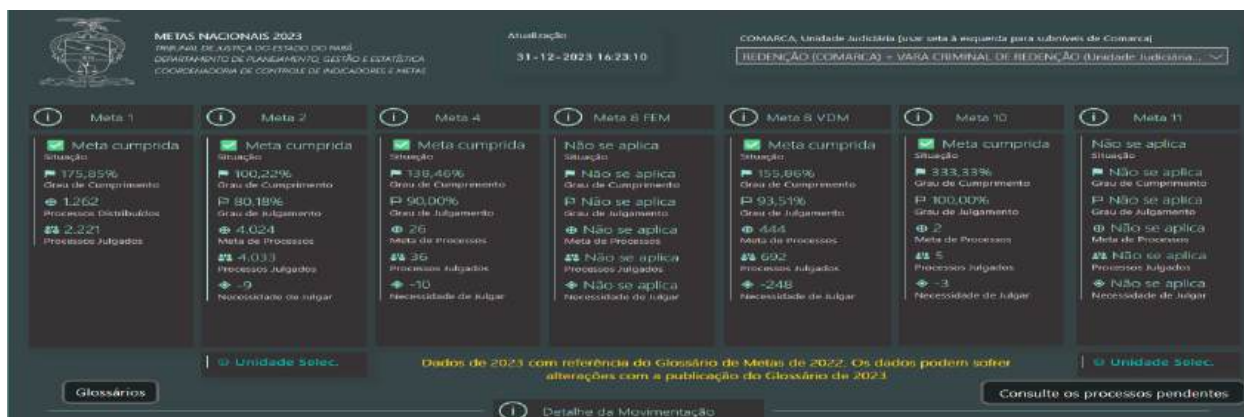 METAS NACIONAIS 2023
TRIBUNAL DE JUSTIÇA DO ESTADO DO PARÁ
DEPARTAMENTO DE PLANEJAMENTO, GESTÃO E ESTATÍSTICA
COORDENADORIA DE CONTROLE DE INDICADORES E METAS
Atualização
31-12-2023 16:23:10
COMARCA, Unidade Judiciária [usar seta à esquerda para subníveis de Comarca]
REDENÇÃO (COMARCA) + VARA CRIMINAL DE REDENÇÃO (Unidade Judiciária...
Meta 1
Meta cumprida
Situação
175,85%
Grau de Cumprimento
1.262
Processos Distribuídos
2.221
Processos Julgados
Meta 2
Meta cumprida
Situação
100,22%
Grau de Cumprimento
80,18%
Grau de Julgamento
4.024
Meta de Processos
4.033
Processos Julgados
-9
Necessidade de Julgar
Unidade Selec.
Meta 4
Meta cumprida
Situação
138,46%
Grau de Cumprimento
90,00%
Grau de Julgamento
26
Meta de Processos
36
Processos Julgados
-10
Necessidade de Julgar
Meta 8 FEM
Não se aplica
Situação
Não se aplica
Grau de Cumprimento
Não se aplica
Grau de Julgamento
Não se aplica
Meta de Processos
Não se aplica
Processos Julgados
Não se aplica
Necessidade de Julgar
Meta 8 VDM
Meta cumprida
Situação
155,86%
Grau de Cumprimento
93,51%
Grau de Julgamento
444
Meta de Processos
692
Processos Julgados
-248
Necessidade de Julgar
Meta 10
Meta cumprida
Situação
333,33%
Grau de Cumprimento
100,00%
Grau de Julgamento
2
Meta de Processos
5
Processos Julgados
-3
Necessidade de Julgar
Meta 11
Não se aplica
Situação
Não se aplica
Grau de Cumprimento
Não se aplica
Grau de Julgamento
Não se aplica
Meta de Processos
Não se aplica
Processos Julgados
Não se aplica
Necessidade de Julgar
Unidade Selec.
Dados de 2023 com referência do Glossário de Metas de 2022. Os dados podem sofrer
alterações com a publicação do Glossário de 2023
Glossários
Consulte os processos pendentes
Detalhe da Movimentação